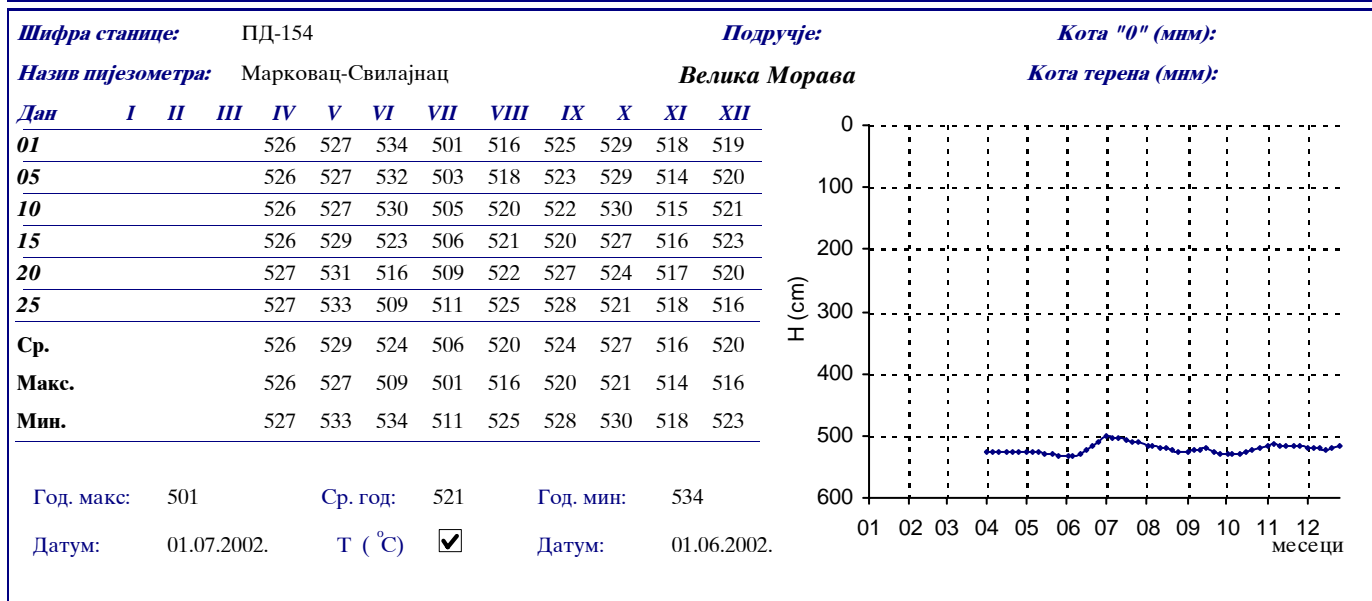 Шифра станице: ПД-154 Подручје: Кота "0" (мнм):
Назив пијезометра: Марковац-Свилајнац Велика Морава Кота терена (мнм):
Дан I II III IV V VI VII VIII IX X XI XII
01 526 527 534 501 516 525 529 518 519
05 526 527 532 503 518 523 529 514 520
10 526 527 530 505 520 522 530 515 521
15 526 529 523 506 521 520 527 516 523
20 527 531 516 509 522 527 524 517 520
25 527 533 509 511 525 528 521 518 516
Ср. 526 529 524 506 520 524 527 516 520
Макс. 526 527 509 501 516 520 521 514 516
Мин. 527 533 534 511 525 528 530 518 523
Год. макс: 501 Ср. год: 521 Год. мин: 534
Датум: 01.07.2002. Т ( °C) Датум: 01.06.2002.
0
100
200
300
400
500
600
H (cm)
01 02 03 04 05 06 07 08 09 10 11 12
месеци